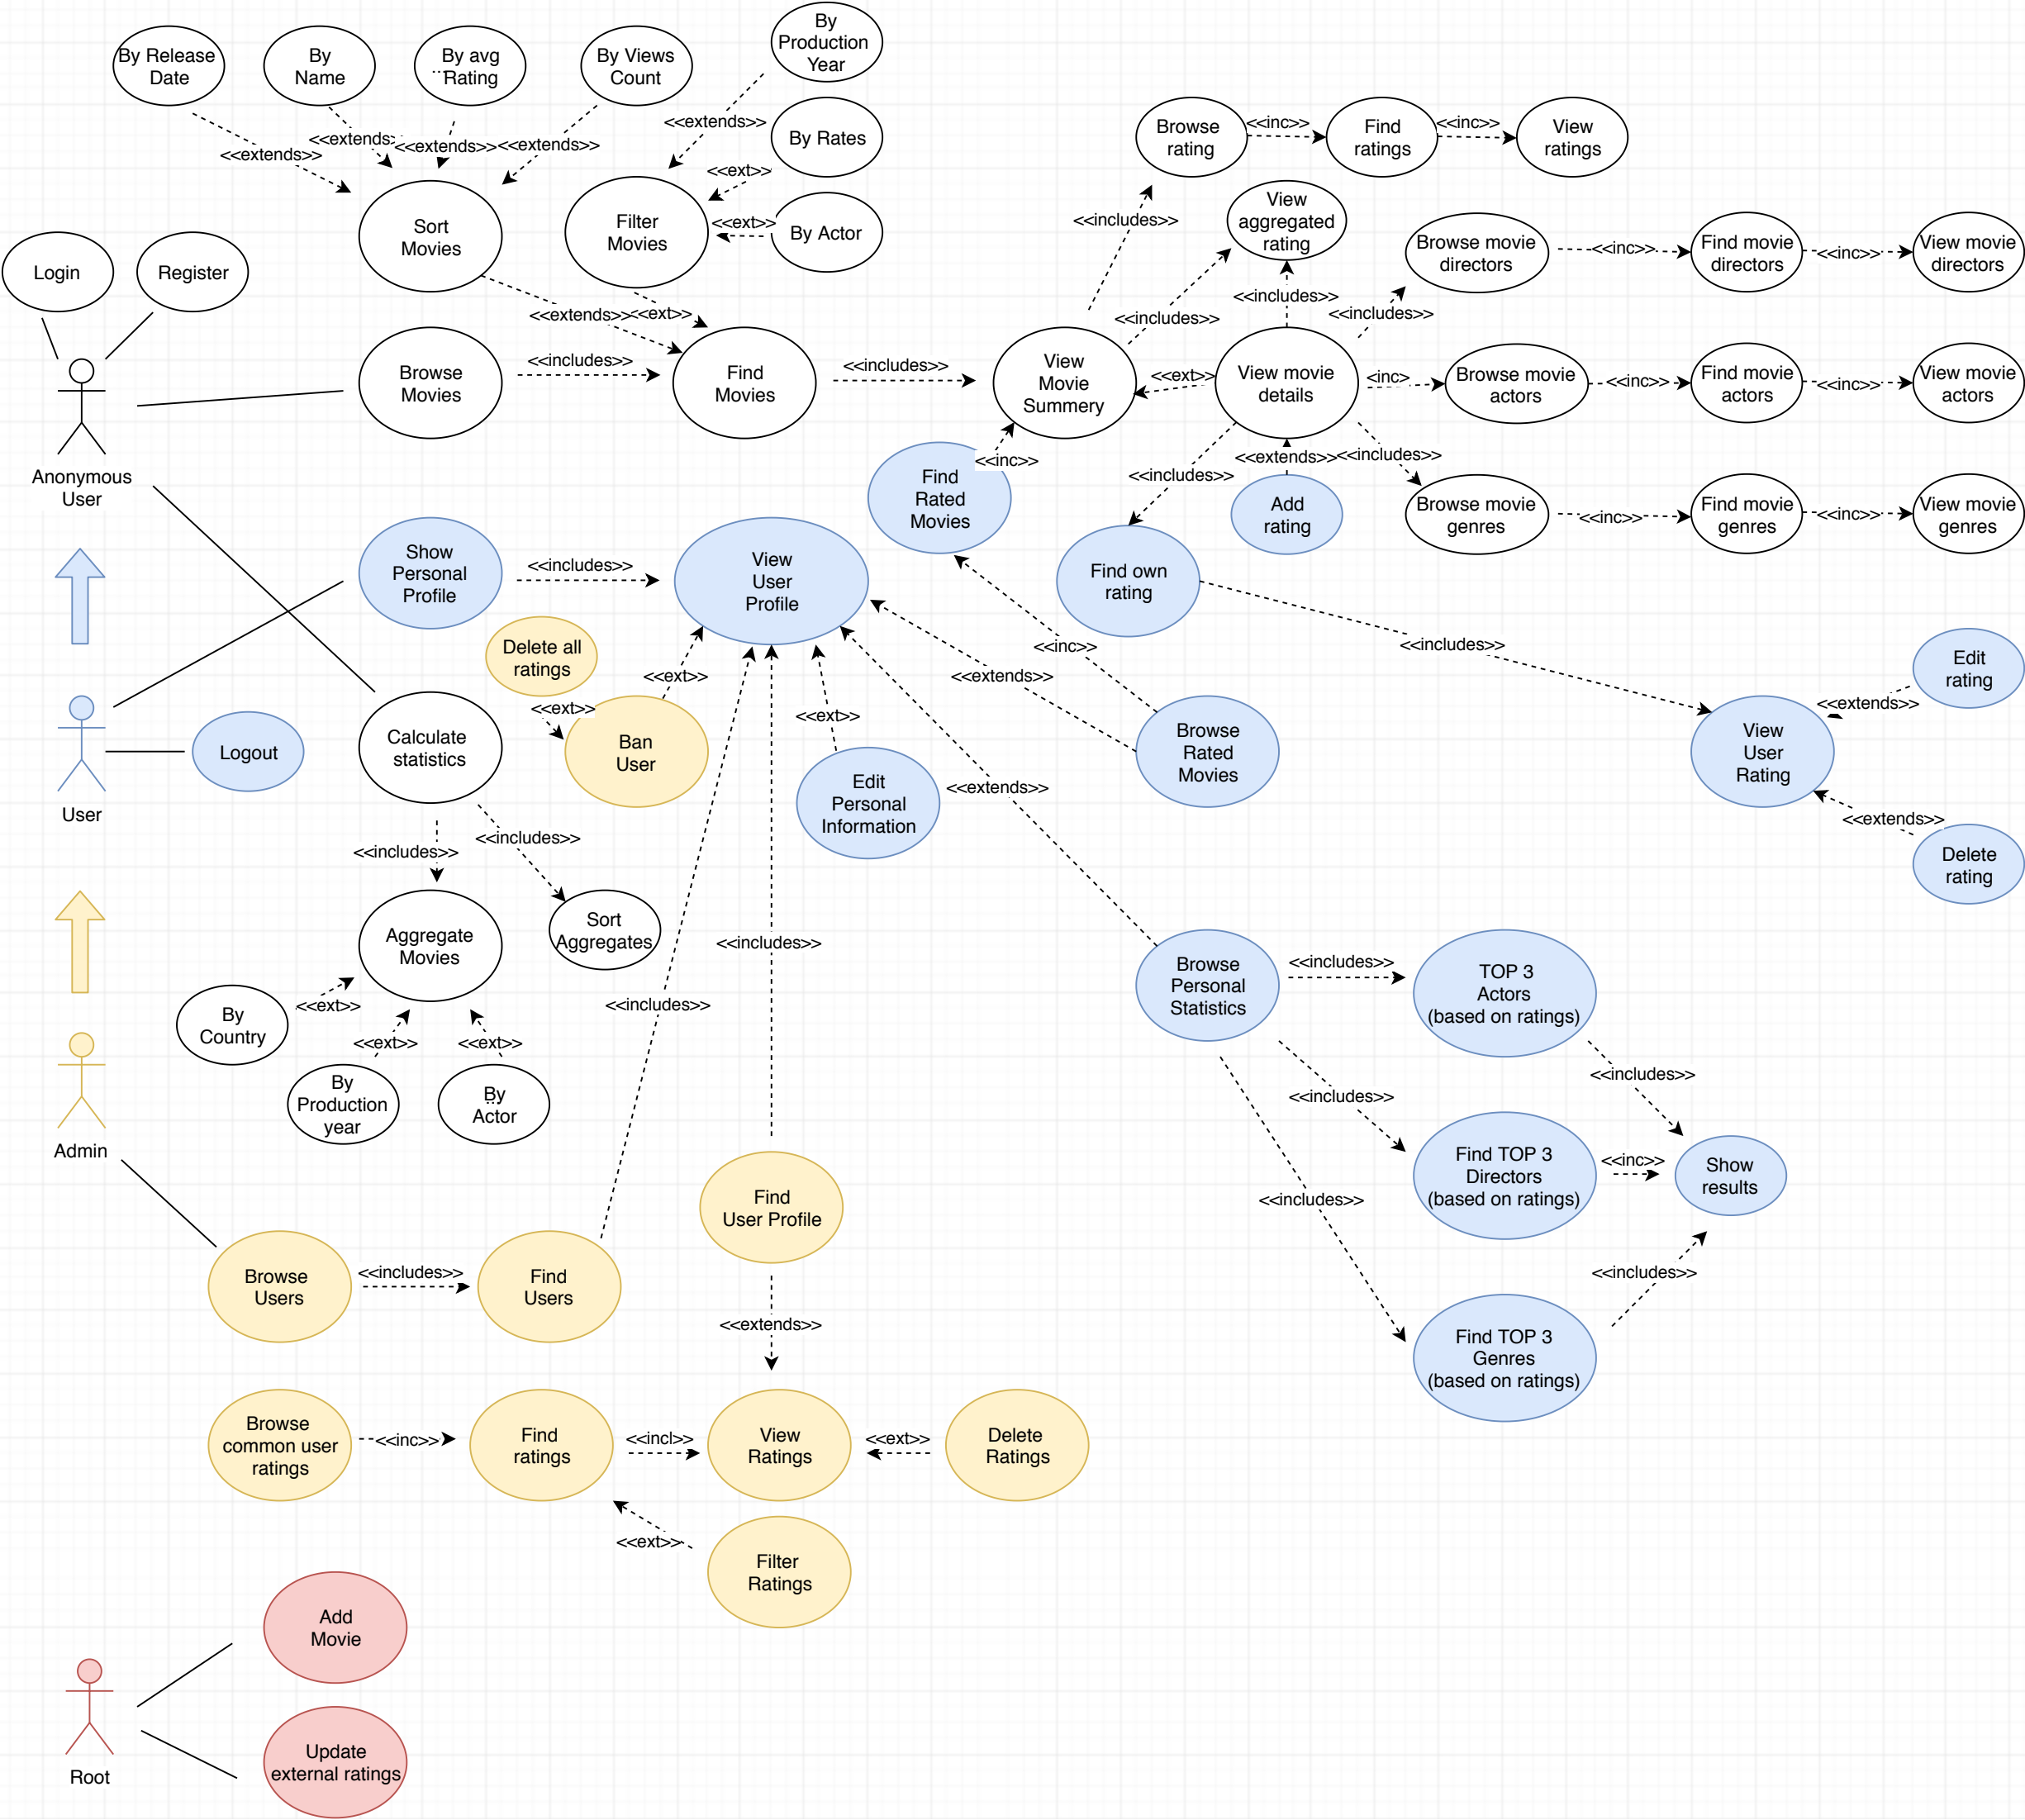 By Release
Date
By
Name
By avg
Rating
By Views
Count
By
Production
Year
<<extends>>
<<extends>
<<extends>>
<<extends>>
<<extends>>
By Rates
<<ext>>
By Actor
<<ext>>
Sort
Movies
Filter
Movies
Browse
rating
<<inc>>
Find
ratings
<<inc>>
View
ratings
<<includes>>
View
aggregated
rating
Browse movie
directors
<<inc>>
Find movie
directors
<<inc>>
View movie
directors
Login
Register
<<extends>>
<<ext>>
<<includes>>
<<includes>>
<<includes>>
Browse
Movies
<<includes>>
Find
Movies
<<includes>>
View
Movie
Summery
<<ext>>
View movie
details
<inc>
Browse movie
actors
<<inc>>
Find movie
actors
<<inc>>
View movie
actors
Anonymous
User
Find
Rated
Movies
<<inc>>
<<includes>>
<<extends>>
<<includes>>
Add
rating
Browse movie
genres
<<inc>>
Find movie
genres
<<inc>>
View movie
genres
Show
Personal
Profile
<<includes>>
View
User
Profile
Find own
rating
<<includes>>
Delete all
ratings
<<ext>>
<<ext>>
Ban
User
<<inc>>
<<extends>>
<<ext>>
Edit
Personal
Information
Browse
Rated
Movies
<<extends>>
Edit
rating
<<extends>>
View
User
Rating
<<extends>>
Delete
rating
User
Logout
Calculate
statistics
<<includes>>
<<includes>>
Aggregate
Movies
Sort
Aggregates
<<includes>>
<<includes>>
By
Country
<<ext>>
<<ext>>
<<ext>>
By
Production
year
By
Actor
Browse
Personal
Statistics
<<includes>>
TOP 3
Actors
(based on ratings)
<<includes>>
<<includes>>
<<includes>>
Find TOP 3
Directors
(based on ratings)
<<inc>>
Show
results
<<includes>>
Find TOP 3
Genres
(based on ratings)
Admin
Find
User Profile
Browse
Users
<<includes>>
Find
Users
<<extends>>
Browse
common user
ratings
<<inc>>
Find
ratings
<<incl>>
View
Ratings
<<ext>>
Delete
Ratings
<<ext>>
Filter
Ratings
Add
Movie
Root
Update
external ratings